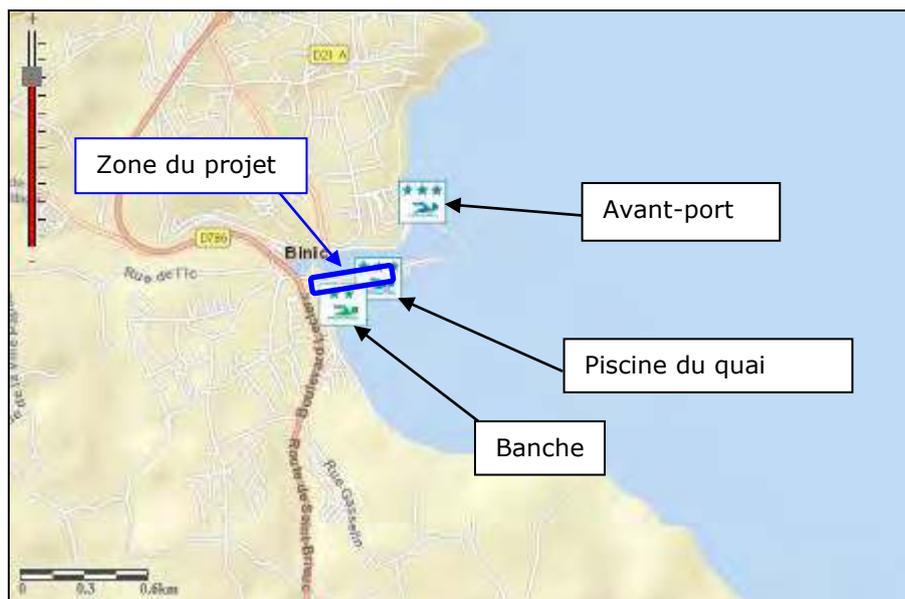 D21 A
Zone du projet
Avant-port
D786
Binic
Rue de l'Ic
Piscine du quai
Banche
Boulevard
Route de Saint-Brieuc
Rue Gasselin
0 0.3 0.6km